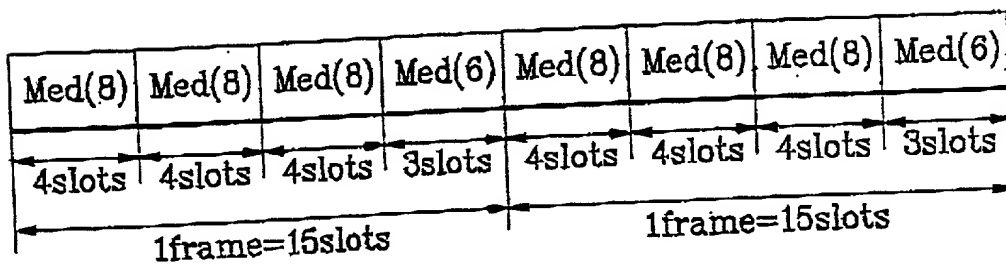 Med(8) Med(8) Med(8) Med(6) Med(8) Med(8) Med(8) Med(6)
4slots 4slots 4slots 3slots 4slots 4slots 4slots 3slots
1frame=15slots 1frame=15slots